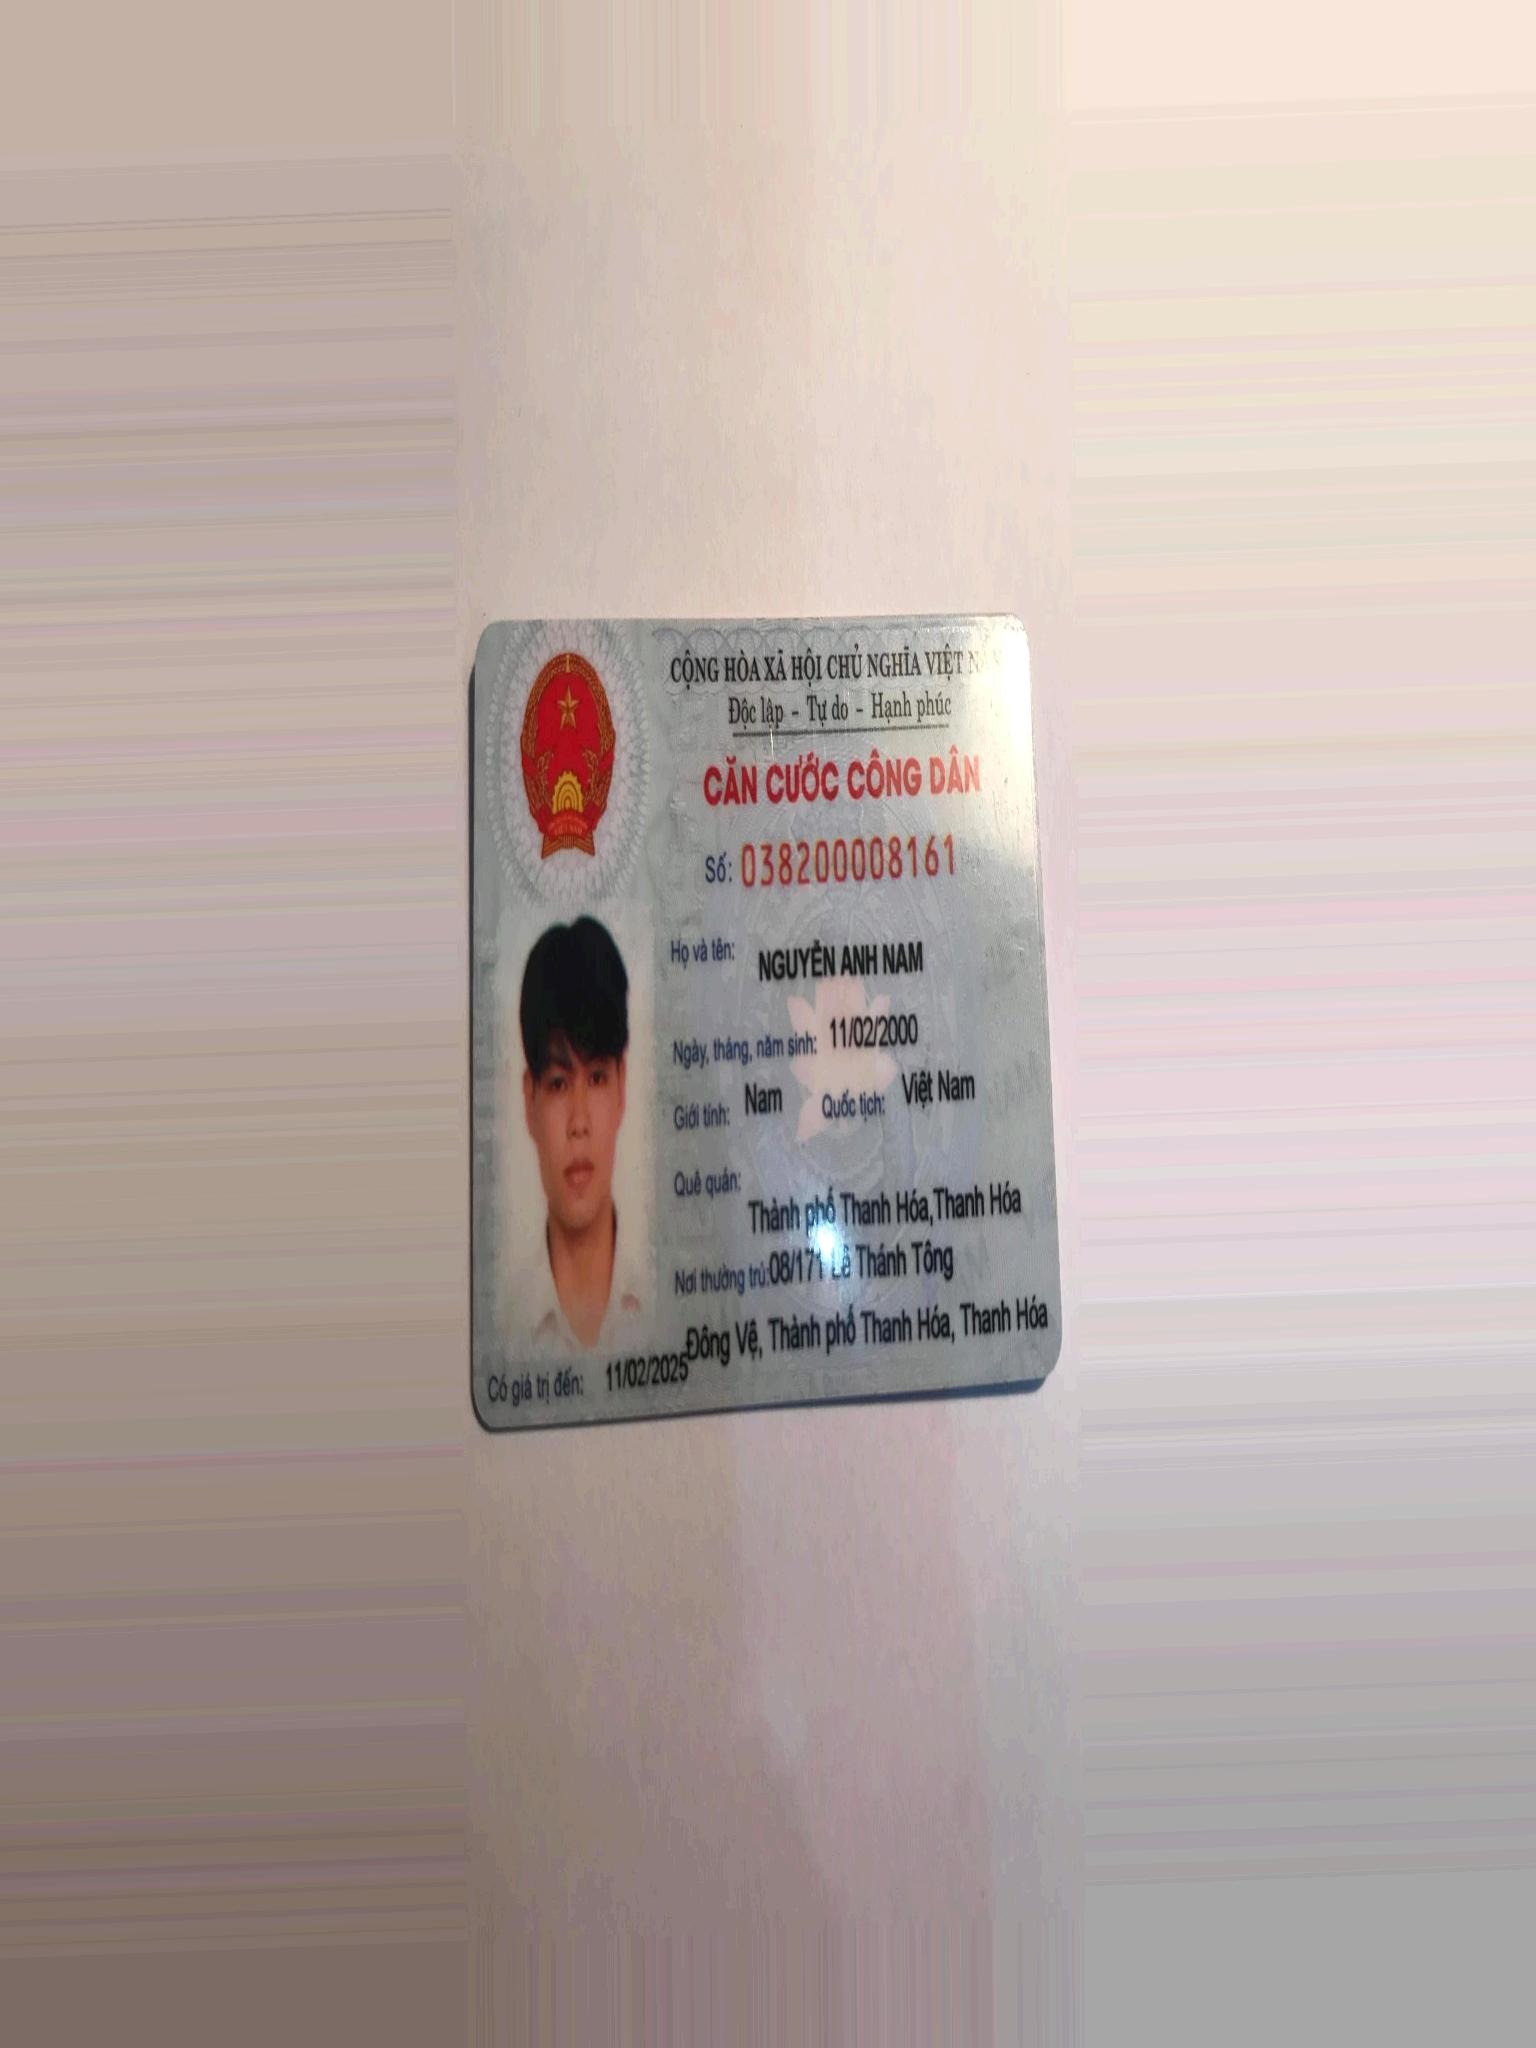 CỘNG HÒA XÃ HỘI CHỦ NGHĨA VIỆT NAM
Độc lập - Tự do - Hạnh phúc
CĂN CƯỚC CÔNG DÂN
Số: 038200008161
Họ và tên: NGUYỄN ANH NAM
Ngày, tháng, năm sinh: 11/02/2000
Giới tính: Nam Quốc tịch: Việt Nam
Quê quán:
Thành phố Thanh Hóa,Thanh Hóa
Nơi thường trú:08/171 Lê Thánh Tông
Đông Vệ, Thành phố Thanh Hóa, Thanh Hóa
Có giá trị đến: 11/02/2025